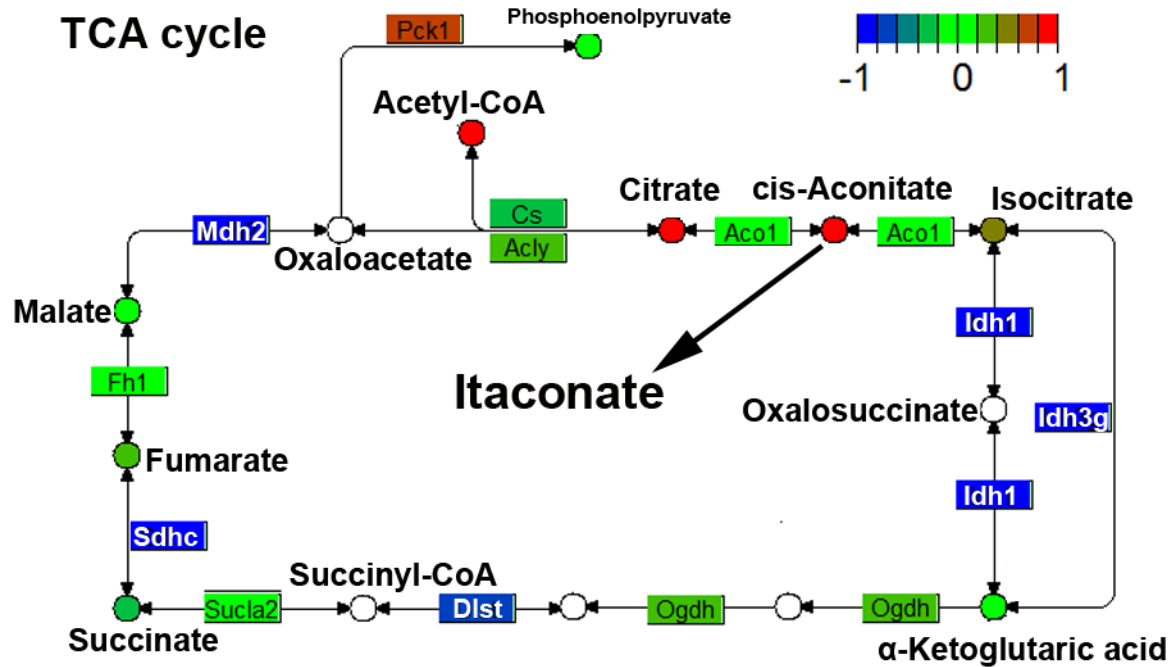 Phosphoenolpyruvate
TCA cycle
Pck1
-1 0 1
Acetyl-CoA
Citrate
cis-Aconitate
Isocitrate
Cs
Mdh2
Aco1
Aco1
Acly
Oxaloacetate
Malate
Idh1
Fh1
Itaconate
Oxalosuccinate
Idh3g
Fumarate
Idh1
Sdhc
Succinyl-CoA
Sucla2
Dlst
Ogdh
Ogdh
Succinate
α-Ketoglutaric acid